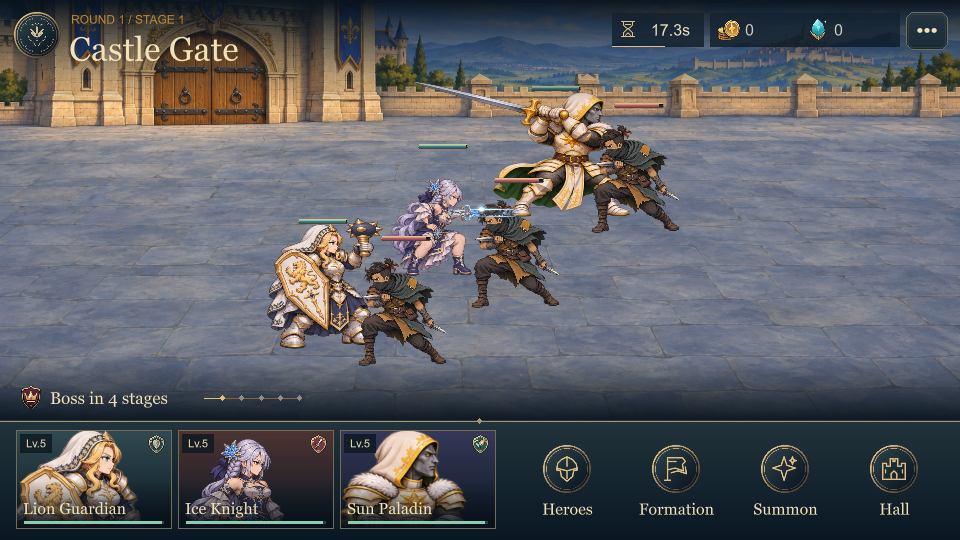 ROUND 1 / STAGE 1
Castle Gate
17.3s
0
0
Boss in 4 stages
Lv.5
Lion Guardian
Lv.5
Ice Knight
Lv.5
Sun Paladin
Heroes
Formation
Summon
Hall